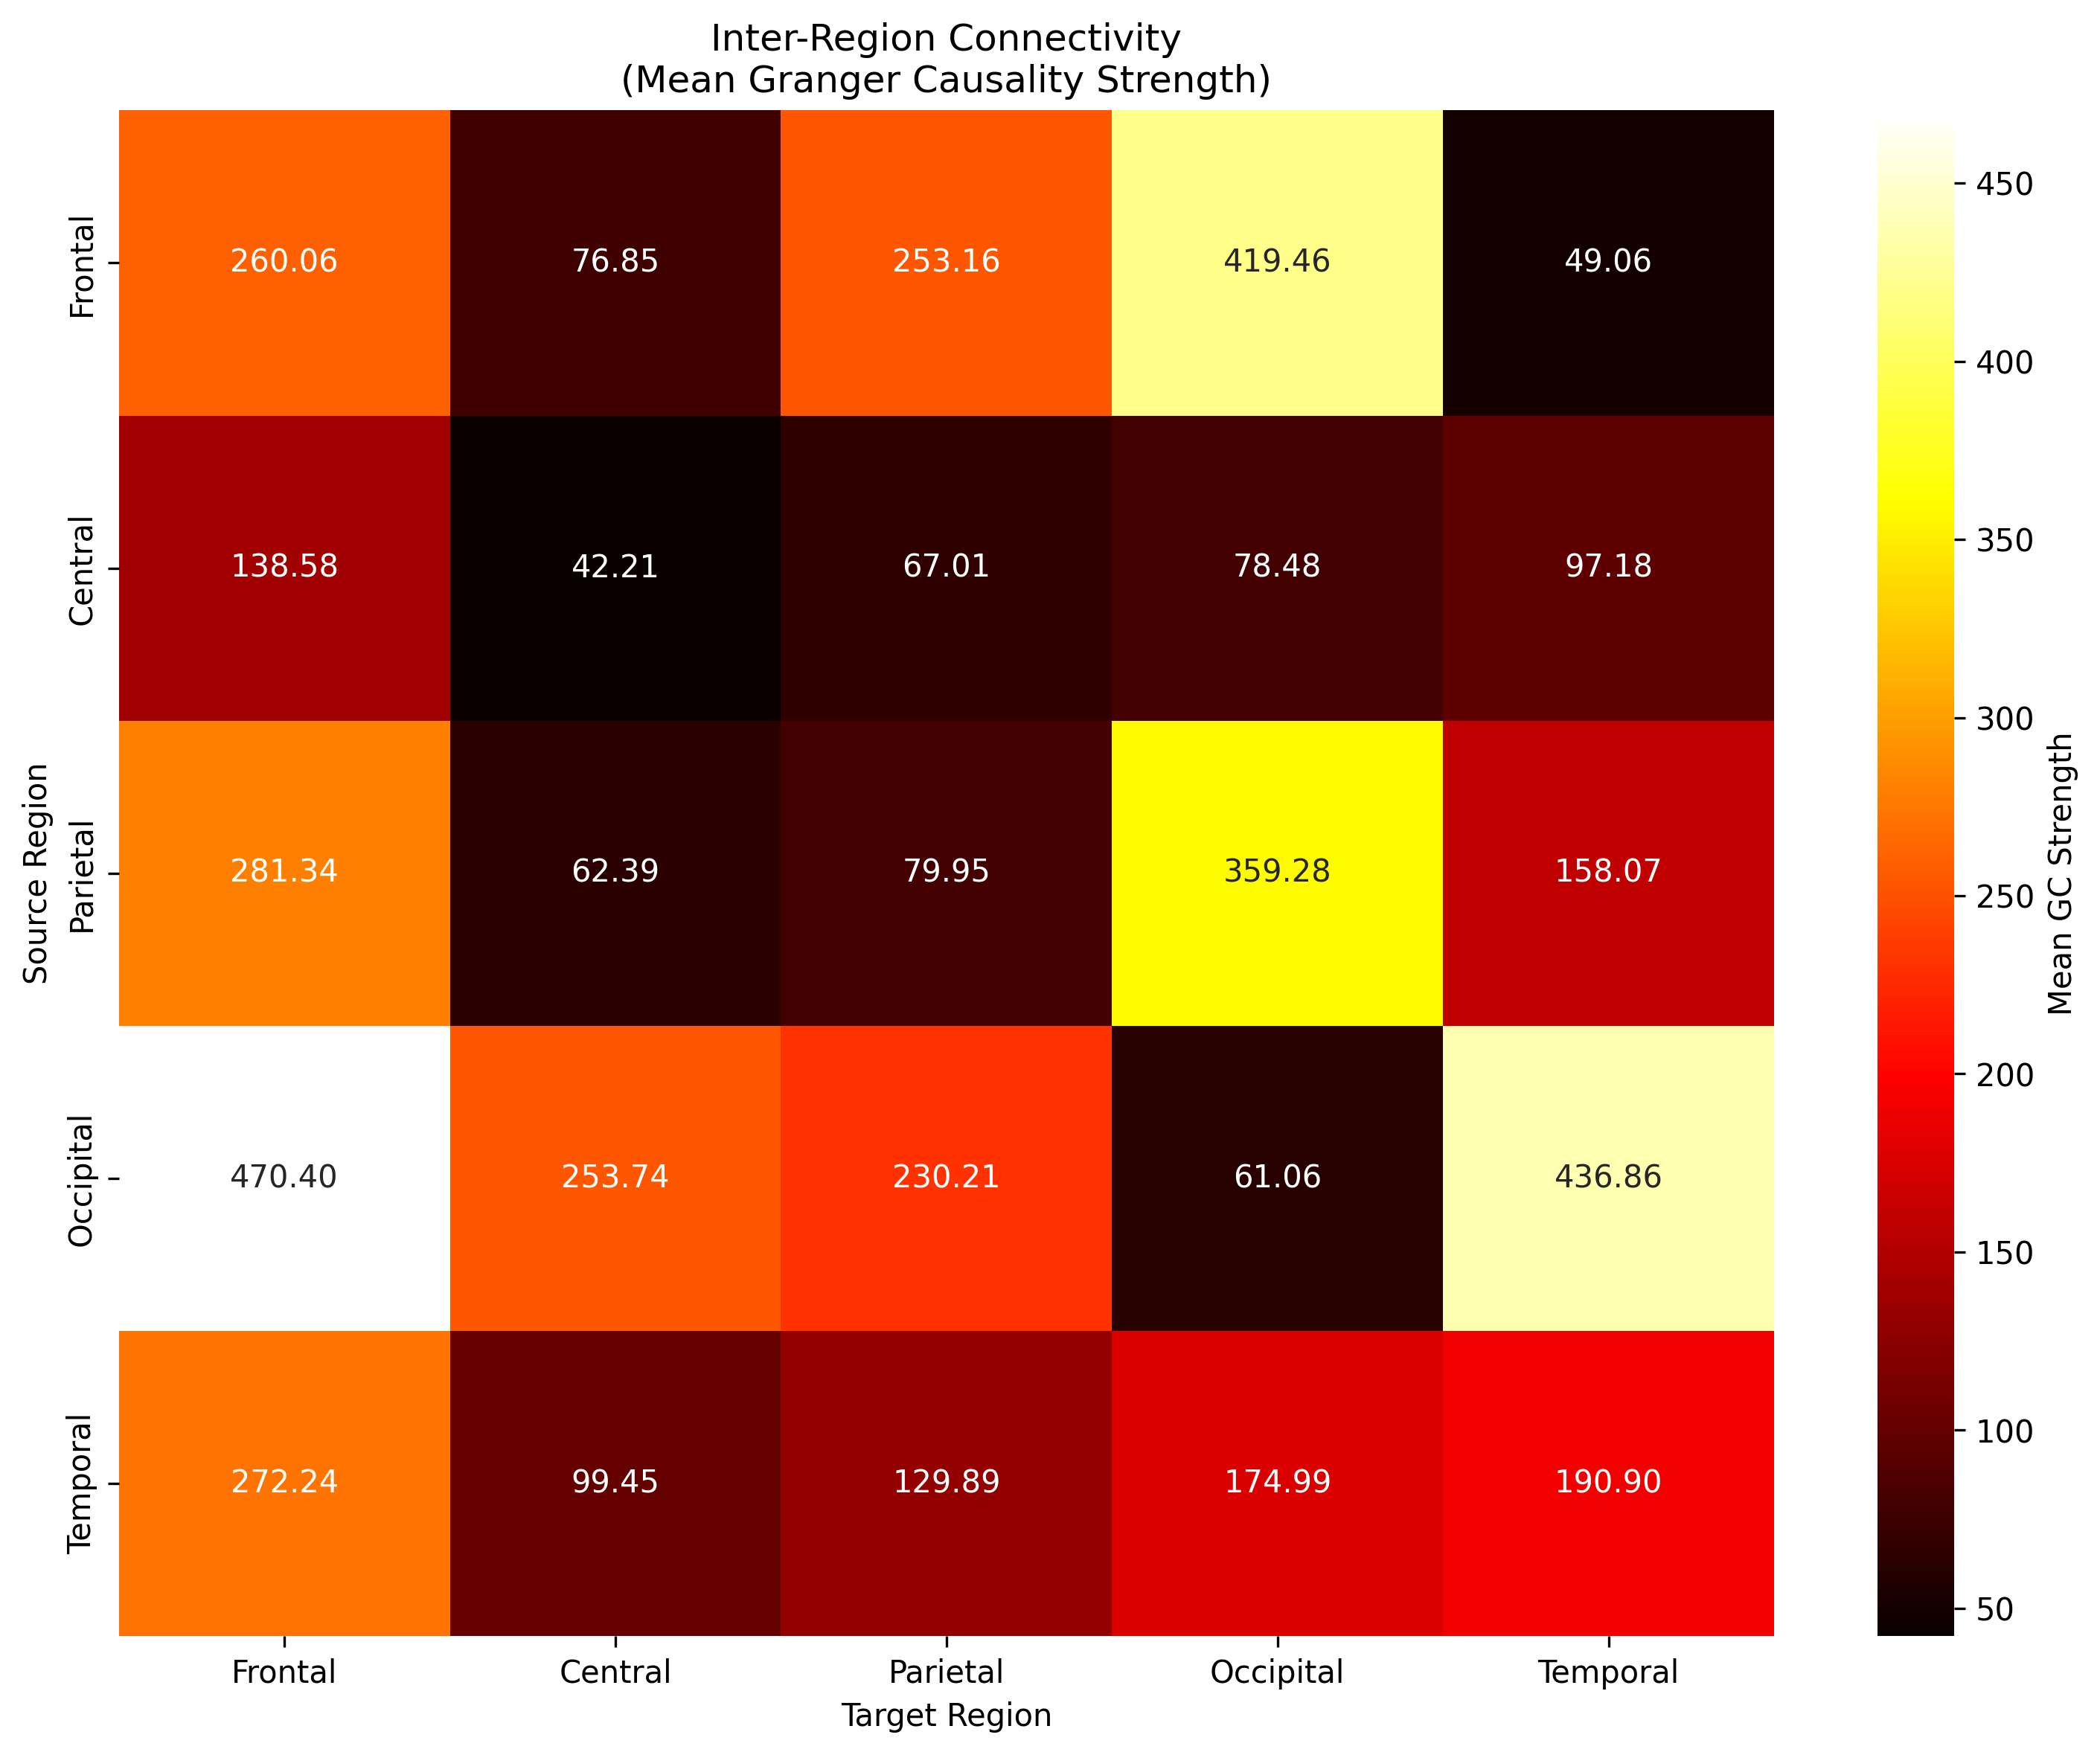 Inter-Region Connectivity
(Mean Granger Causality Strength)
Source Region
Frontal
260.06 76.85 253.16 419.46 49.06
Central
138.58 42.21 67.01 78.48 97.18
Parietal
281.34 62.39 79.95 359.28 158.07
Occipital
470.40 253.74 230.21 61.06 436.86
Temporal
272.24 99.45 129.89 174.99 190.90
Frontal Central Parietal Occipital Temporal
Target Region
450
400
350
300
250
200
150
100
50
Mean GC Strength